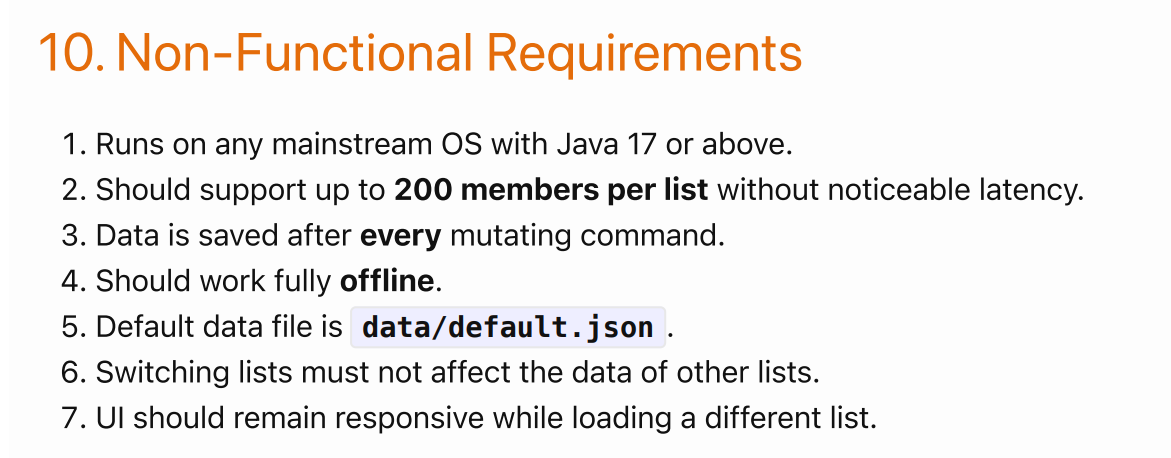 10. Non-Functional Requirements
1. Runs on any mainstream OS with Java 17 or above.
2. Should support up to 200 members per list without noticeable latency.
3. Data is saved after every mutating command.
4. Should work fully offline.
5. Default data file is data/default.json.
6. Switching lists must not affect the data of other lists.
7. UI should remain responsive while loading a different list.